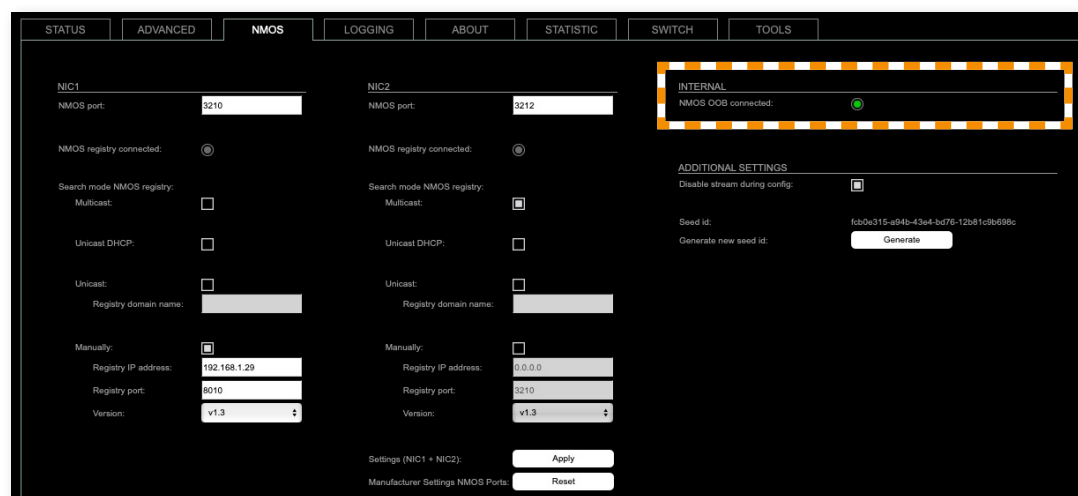 STATUS ADVANCED NMOS LOGGING ABOUT STATISTIC SWITCH TOOLS
NIC1
NMOS port: 3210
NMOS registry connected:
Search mode NMOS registry:
Multicast:
Unicast DHCP:
Unicast:
Registry domain name:
Manually:
Registry IP address: 192.168.1.29
Registry port: 8010
Version: v1.3
NIC2
NMOS port: 3212
NMOS registry connected:
Search mode NMOS registry:
Multicast:
Unicast DHCP:
Unicast:
Registry domain name:
Manually:
Registry IP address: 0.0.0.0
Registry port: 3210
Version: v1.3
Settings (NIC1 + NIC2): Apply
Manufacturer Settings NMOS Ports: Reset
INTERNAL
NMOS OOB connected:
ADDITIONAL SETTINGS
Disable stream during config:
Seed id: fcb0e315-a94b-43e4-bd76-12b81c9b698c
Generate new seed id: Generate